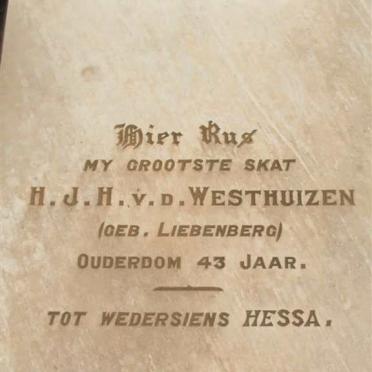 Hier Rus
MY GROOTSTE SKAT
H.J.H.v.d.WESTHUIZEN
(GEB. LIEBENBERG)
OUDERDOM 43 JAAR.
TOT WEDERSIENS HESSA.